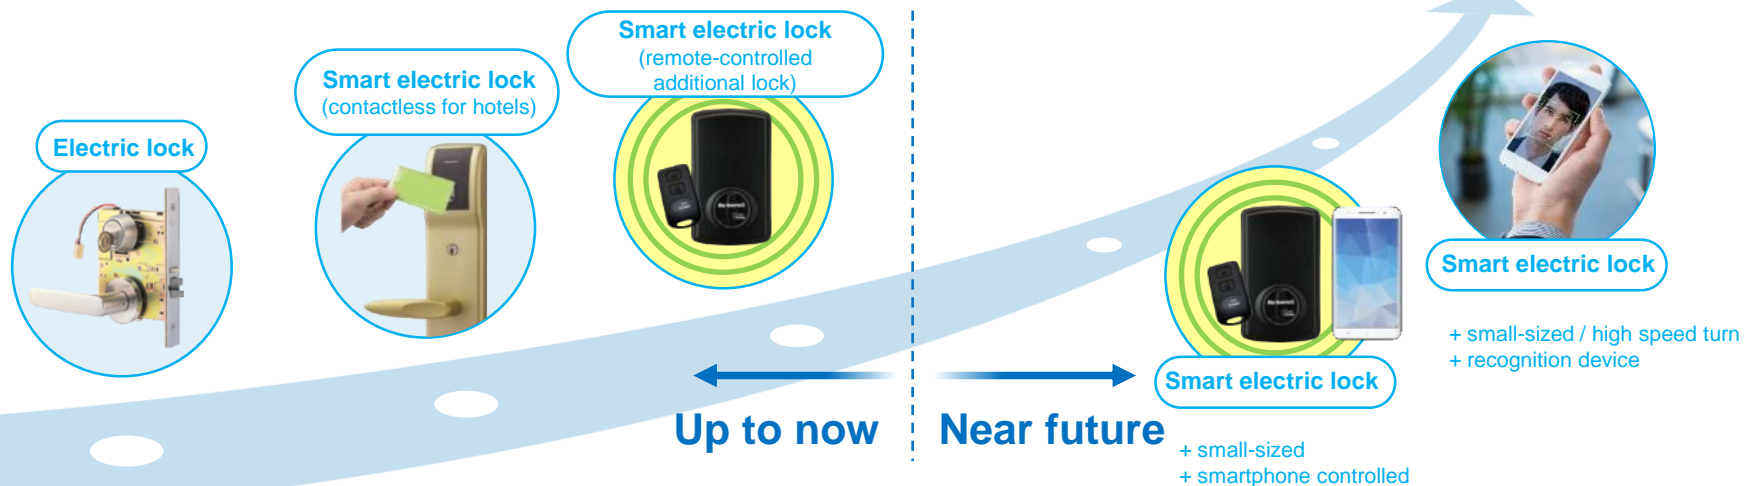 Electric lock
Smart electric lock
(contactless for hotels)
Smart electric lock
(remote-controlled
additional lock)
Up to now
Near future
Smart electric lock
+ small-sized
+ smartphone controlled
Smart electric lock
+ small-sized / high speed turn
+ recognition device